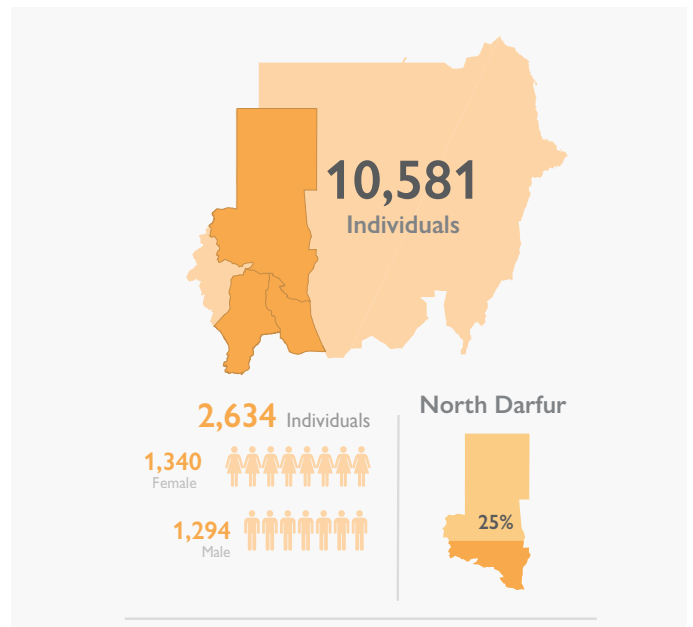 10,581
Individuals
2,634 Individuals
1,340
Female
1,294
Male
North Darfur
25%